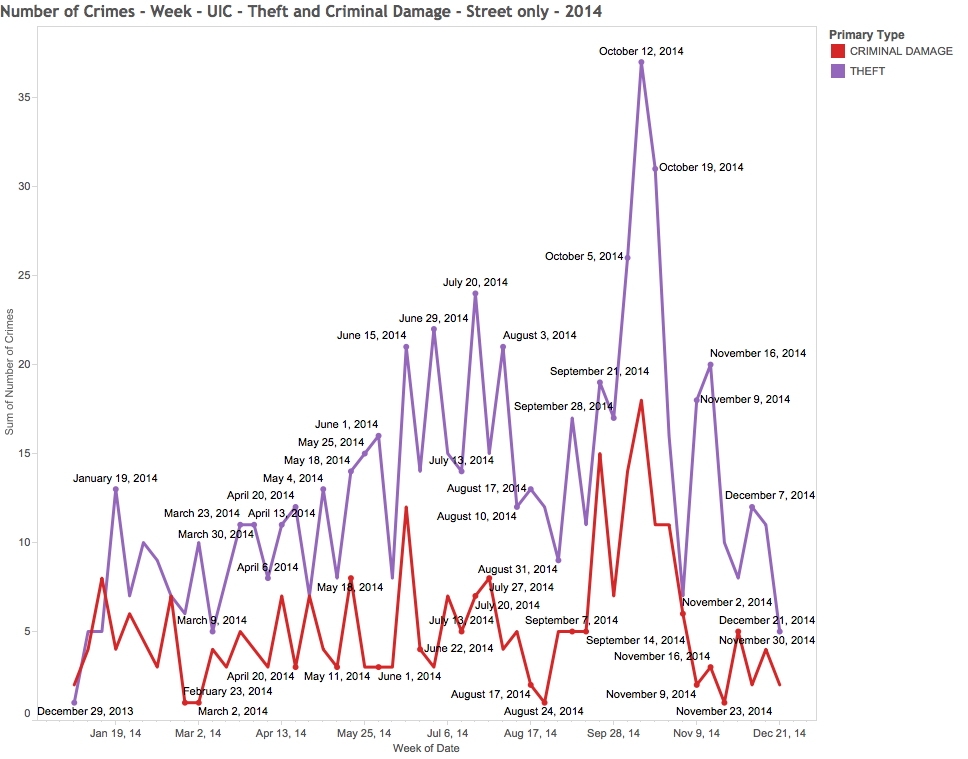 Number of Crimes - Week - UIC - Theft and Criminal Damage - Street only - 2014
Primary Type
CRIMINAL DAMAGE
THEFT
Sum of Number of Crimes
35
30
25
20
15
10
5
0
October 12, 2014
October 19, 2014
October 5, 2014
July 20, 2014
June 29, 2014
June 15, 2014
August 3, 2014
November 16, 2014
September 21, 2014
November 9, 2014
September 28, 2014
June 1, 2014
May 25, 2014
May 18, 2014
July 13, 2014
January 19, 2014
May 4, 2014
August 17, 2014
April 20, 2014
December 7, 2014
March 23, 2014
April 13, 2014
August 10, 2014
March 30, 2014
April 6, 2014
August 31, 2014
May 18, 2014
July 27, 2014
November 2, 2014
July 20, 2014
March 9, 2014
July 13, 2014
September 7, 2014
December 21, 2014
September 14, 2014
November 30, 2014
June 22, 2014
November 16, 2014
April 20, 2014
May 11, 2014
June 1, 2014
February 23, 2014
August 17, 2014
November 9, 2014
December 29, 2013
March 2, 2014
August 24, 2014
November 23, 2014
Jan 19, 14
Mar 2, 14
Apr 13, 14
May 25, 14
Jul 6, 14
Aug 17, 14
Sep 28, 14
Nov 9, 14
Dec 21, 14
Week of Date